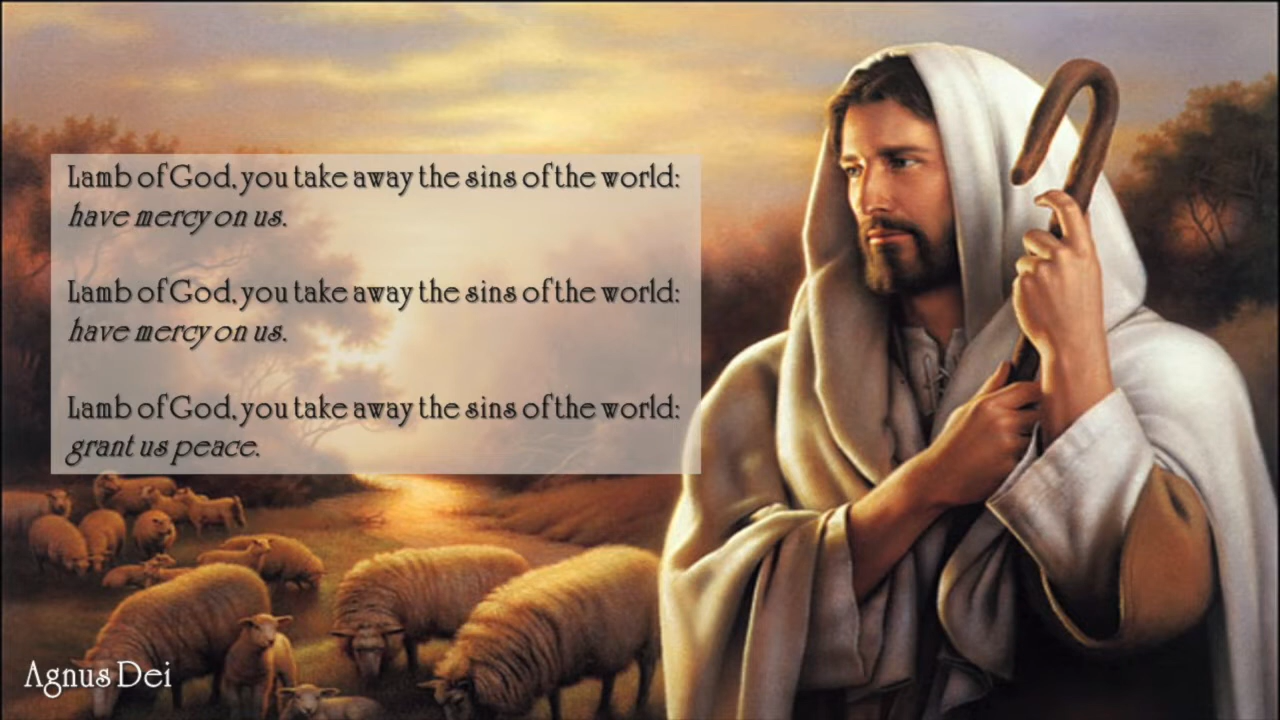 Lamb of God, you take away the sins of the world:
have mercy on us.
Lamb of God, you take away the sins of the world:
have mercy on us.
Lamb of God, you take away the sins of the world:
grant us peace.
Agnus Dei